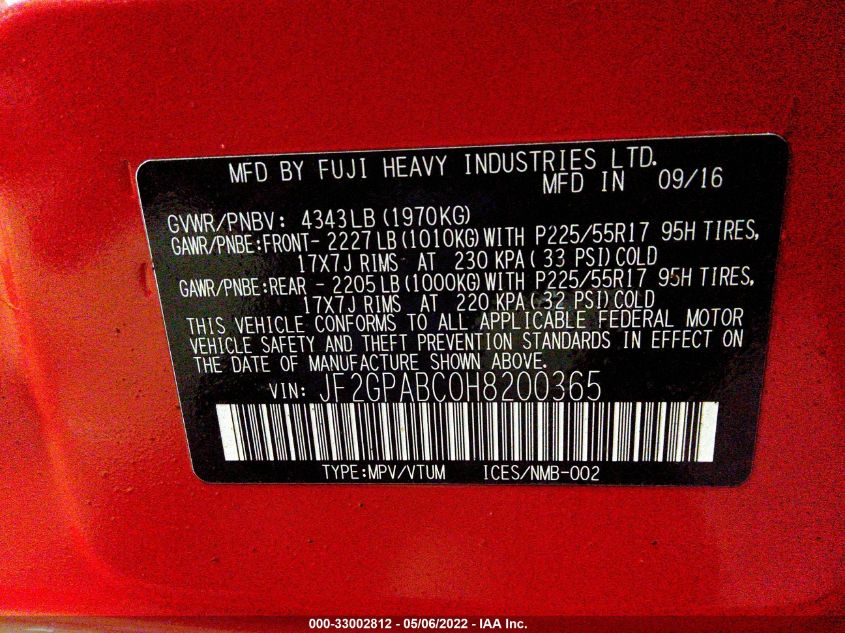 MFD BY FUJI HEAVY INDUSTRIES LTD.
MFD IN 09/16
GVWR/PNBV: 4343LB (1970KG)
GAWR/PNBE:FRONT- 2227LB (1010KG) WITH P225/55R17 95H TIRES,
17X7J RIMS AT 230 KPA( 33 PSI) COLD
GAWR/PNBE:REAR - 2205LB (1000KG) WITH P225/55R17 95H TIRES,
17X7J RIMS AT 220 KPA( 32 PSI) COLD
THIS VEHICLE CONFORMS TO ALL APPLICABLE FEDERAL MOTOR
VEHICLE SAFETY AND THEFT PREVENTION STANDARDS IN EFFECT ON
THE DATE OF MANUFACTURE SHOWN ABOVE.
VIN: JF2GPABC0H8200365
TYPE:MPV/VTUM ICES/NMB-002
000-33002812 - 05/06/2022 - IAA Inc.